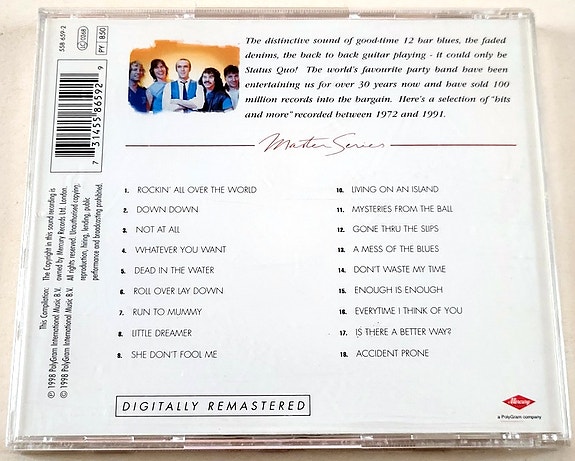 558 659-2
LC 0268
PY 850
7 31455 86592 9
The distinctive sound of good-time 12 bar blues, the faded
denims, the back to back guitar playing - it could only be
Status Quo! The world's favourite party band have been
entertaining us for over 30 years now and have sold 100
million records into the bargain. Here's a selection of "hits
and more" recorded between 1972 and 1991.
Master Series
1. ROCKIN' ALL OVER THE WORLD
2. DOWN DOWN
3. NOT AT ALL
4. WHATEVER YOU WANT
5. DEAD IN THE WATER
6. ROLL OVER LAY DOWN
7. RUN TO MUMMY
8. LITTLE DREAMER
9. SHE DON'T FOOL ME
10. LIVING ON AN ISLAND
11. MYSTERIES FROM THE BALL
12. GONE THRU THE SLIPS
13. A MESS OF THE BLUES
14. DON'T WASTE MY TIME
15. ENOUGH IS ENOUGH
16. EVERYTIME I THINK OF YOU
17. IS THERE A BETTER WAY?
18. ACCIDENT PRONE
This Compilation: The Copyright in this sound recording is
℗ 1998 PolyGram International Music B.V. owned by Mercury Records Ltd. London.
© 1998 PolyGram International Music B.V. All rights reserved. Unauthorised copying,
reproduction, hiring, lending, public
performance and broadcasting prohibited.
DIGITALLY REMASTERED
Mercury
a PolyGram company